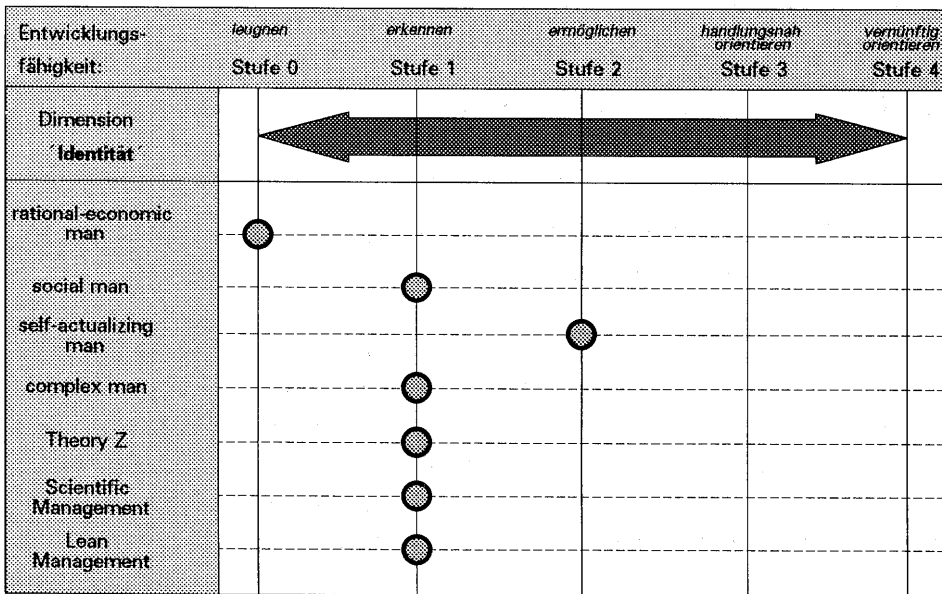 Entwicklungs-
fähigkeit:
leugnen
Stufe 0
erkennen
Stufe 1
ermöglichen
Stufe 2
handlungsnah
orientieren
Stufe 3
vernünftig
orientieren
Stufe 4
Dimension
´Identität´
rational-economic
man
social man
self-actualizing
man
complex man
Theory Z
Scientific
Management
Lean
Management